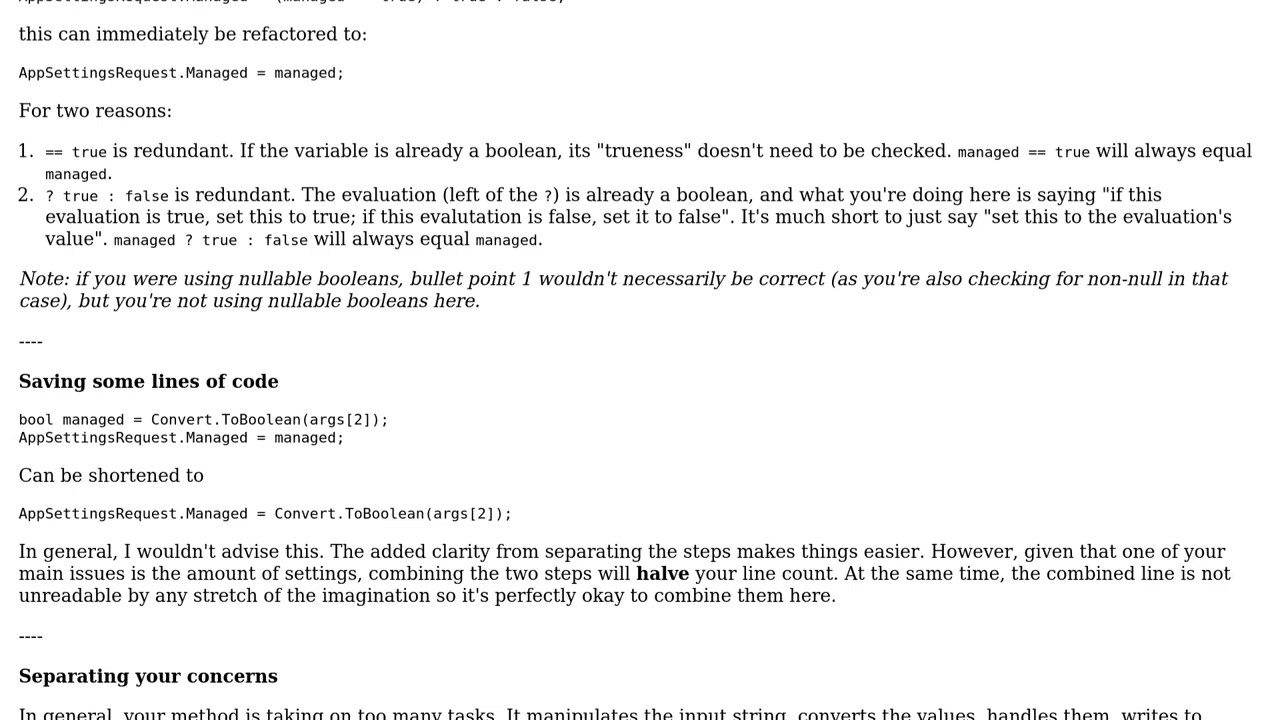 this can immediately be refactored to:
AppSettingsRequest.Managed = managed;
For two reasons:
1. == true is redundant. If the variable is already a boolean, its "trueness" doesn't need to be checked. managed == true will always equal
managed.
2. ? true : false is redundant. The evaluation (left of the ?) is already a boolean, and what you're doing here is saying "if this
evaluation is true, set this to true; if this evalutation is false, set it to false". It's much short to just say "set this to the evaluation's
value". managed ? true : false will always equal managed.
Note: if you were using nullable booleans, bullet point 1 wouldn't necessarily be correct (as you're also checking for non-null in that
case), but you're not using nullable booleans here.
----
Saving some lines of code
bool managed = Convert.ToBoolean(args[2]);
AppSettingsRequest.Managed = managed;
Can be shortened to
AppSettingsRequest.Managed = Convert.ToBoolean(args[2]);
In general, I wouldn't advise this. The added clarity from separating the steps makes things easier. However, given that one of your
main issues is the amount of settings, combining the two steps will halve your line count. At the same time, the combined line is not
unreadable by any stretch of the imagination so it's perfectly okay to combine them here.
----
Separating your concerns
In general, your method is taking on too many tasks. It manipulates the input string, converts the values, handles them, writes to